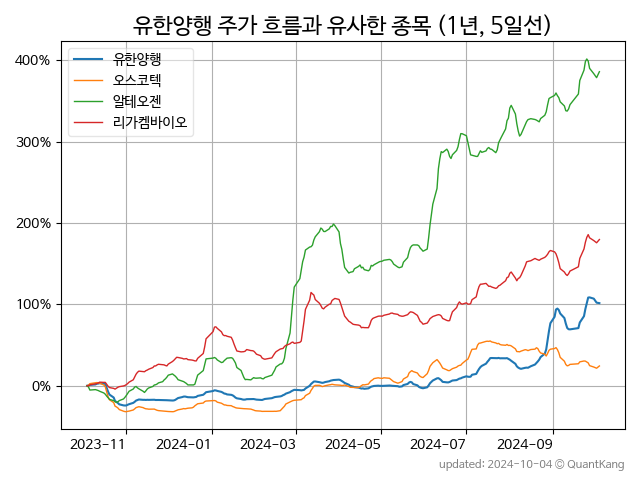 유한양행 주가 흐름과 유사한 종목 (1년, 5일선)
유한양행
오스코텍
알테오젠
리가켐바이오
400%
300%
200%
100%
0%
2023-11 2024-01 2024-03 2024-05 2024-07 2024-09
updated: 2024-10-04 © QuantKang